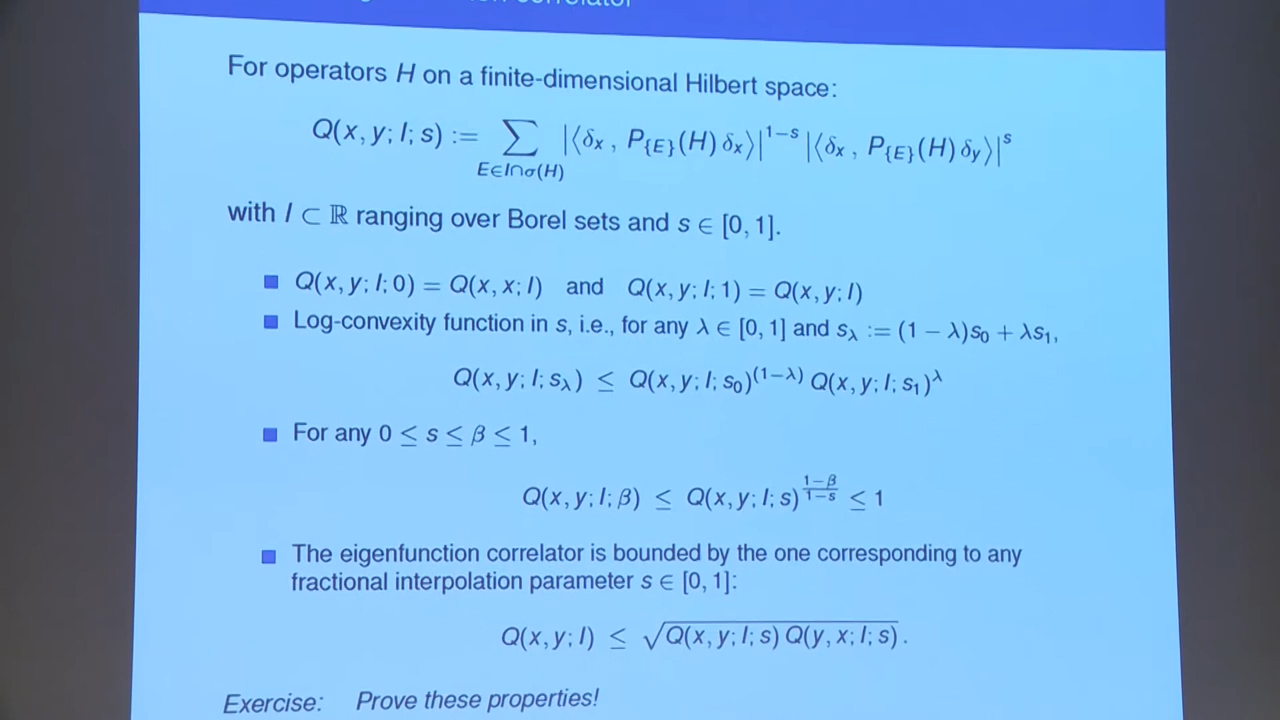 correlator
For operators H on a finite-dimensional Hilbert space:
Q(x, y; I; s) := ∑_{E∈I∩σ(H)} |⟨δ_x , P_{E}(H) δ_x⟩|^{1−s} |⟨δ_x , P_{E}(H) δ_y⟩|^s
with I ⊂ ℝ ranging over Borel sets and s ∈ [0, 1].
■ Q(x, y; I; 0) = Q(x, x; I) and Q(x, y; I; 1) = Q(x, y; I)
■ Log-convexity function in s, i.e., for any λ ∈ [0, 1] and s_λ := (1 − λ)s_0 + λs_1,
Q(x, y; I; s_λ) ≤ Q(x, y; I; s_0)^{(1−λ)} Q(x, y; I; s_1)^λ
■ For any 0 ≤ s ≤ β ≤ 1,
Q(x, y; I; β) ≤ Q(x, y; I; s)^{\frac{1−β}{1−s}} ≤ 1
■ The eigenfunction correlator is bounded by the one corresponding to any
fractional interpolation parameter s ∈ [0, 1]:
Q(x, y; I) ≤ √(Q(x, y; I; s) Q(y, x; I; s)) .
Exercise: Prove these properties!